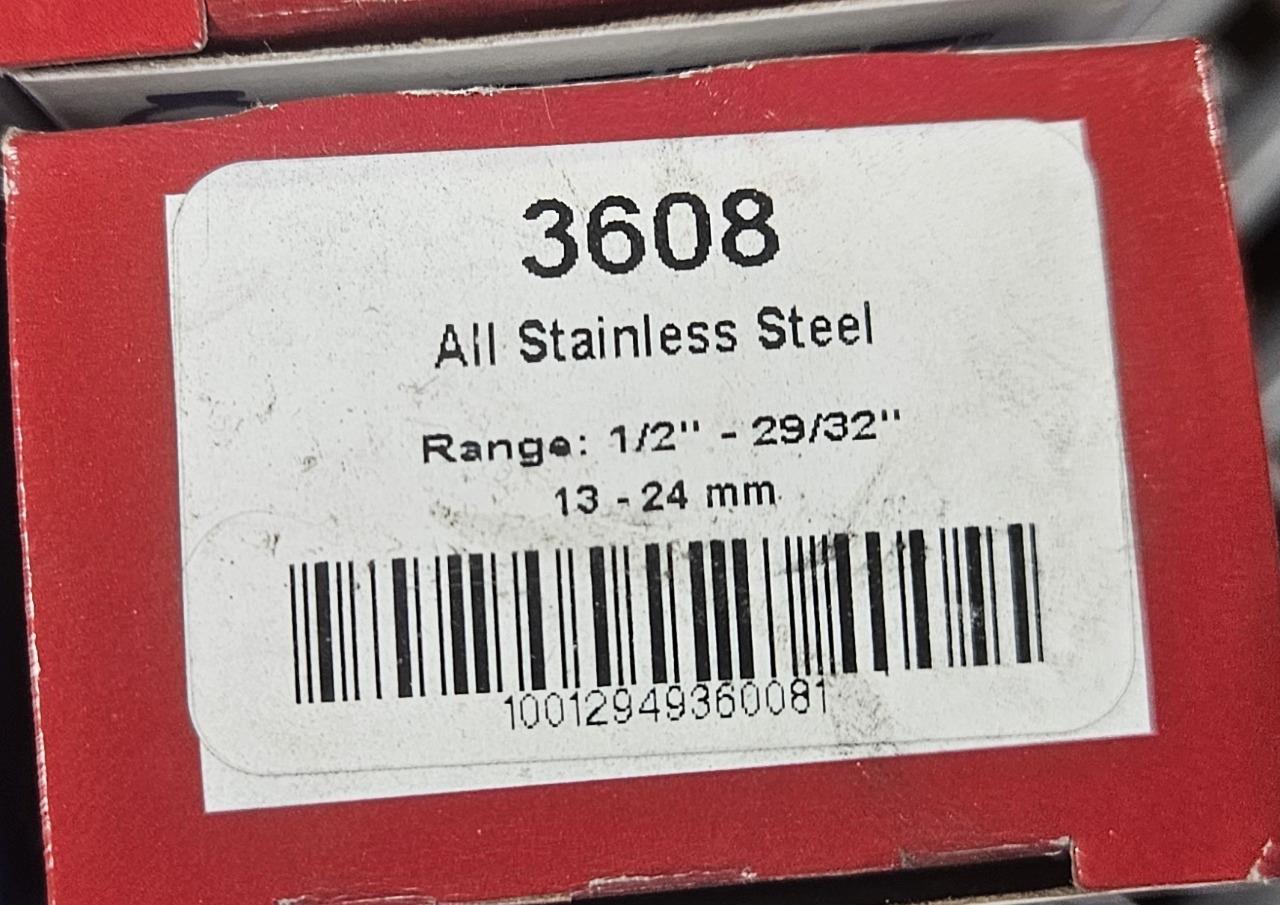 3608
All Stainless Steel
Range: 1/2" - 29/32"
13 - 24 mm
10012949360081